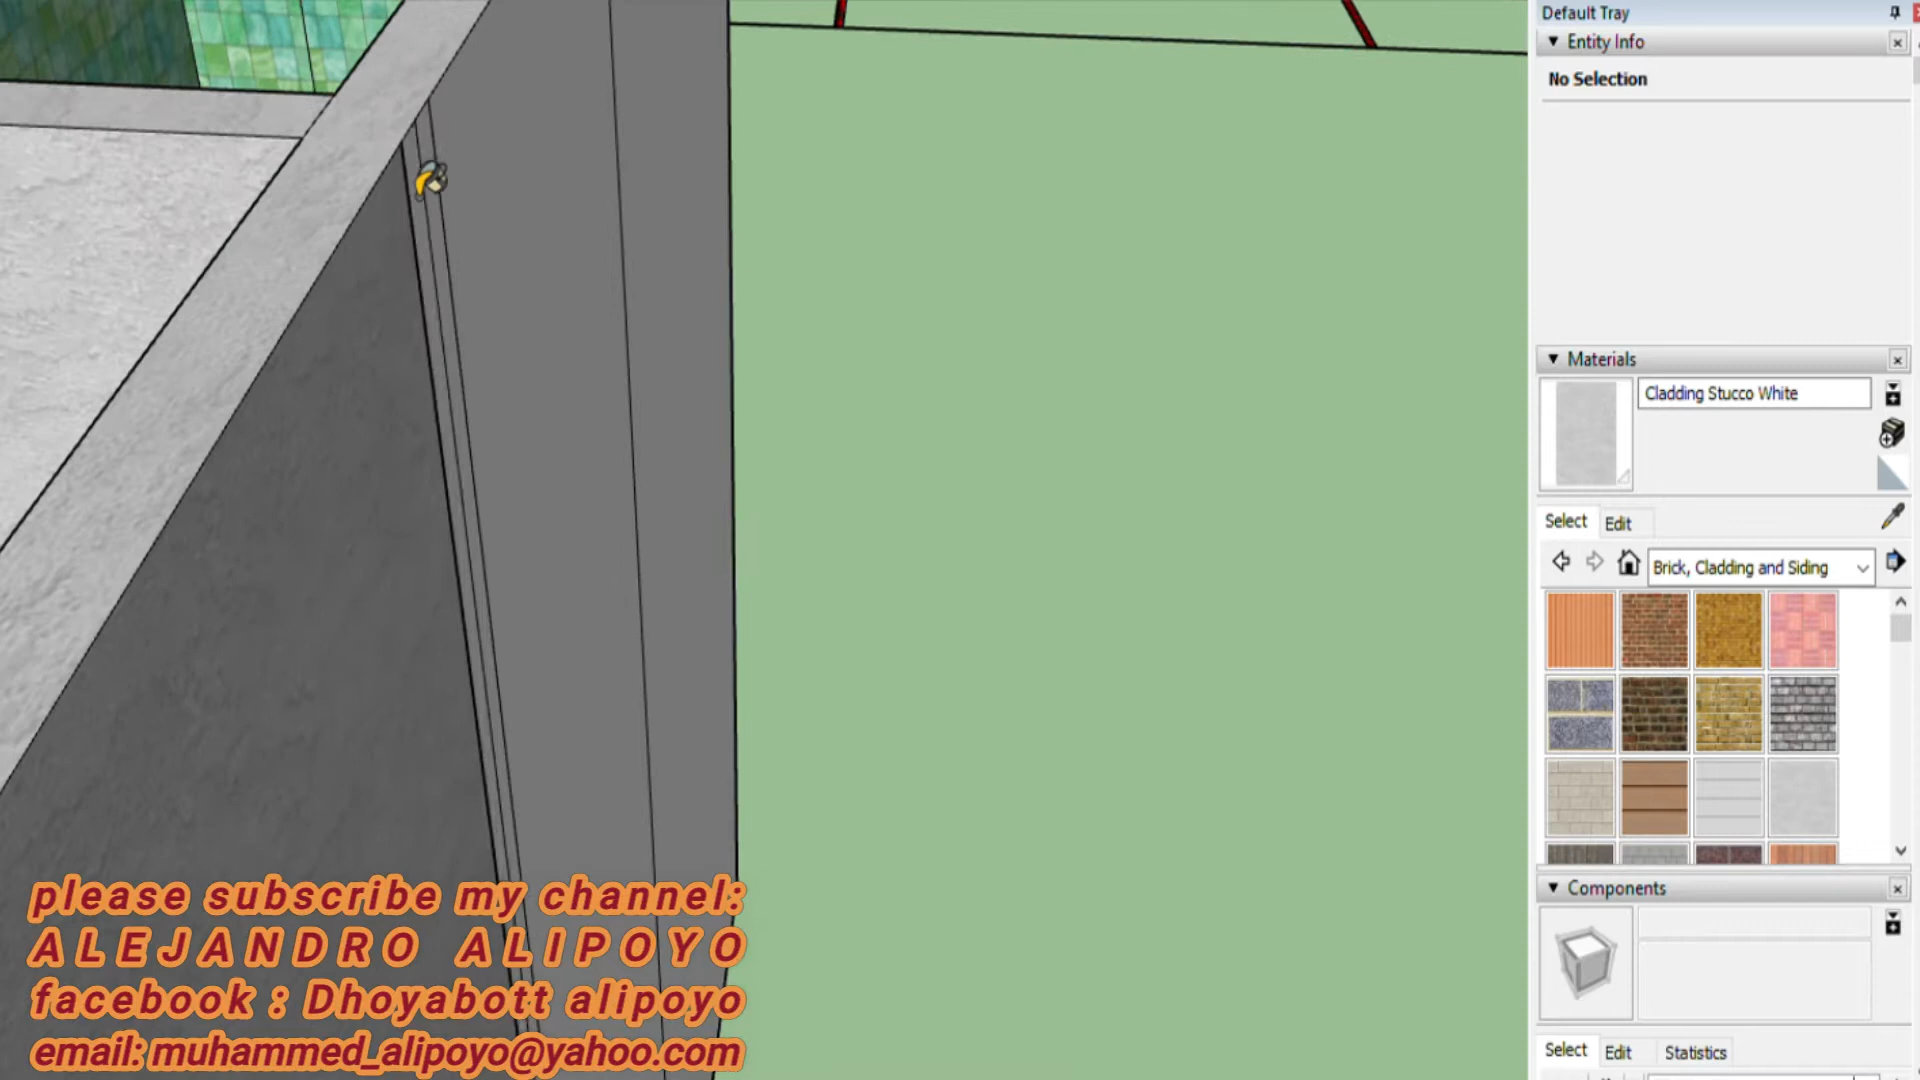 Default Tray
Entity Info
No Selection
Materials
Cladding Stucco White
Select Edit
Brick, Cladding and Siding
Components
Select Edit Statistics
please subscribe my channel:
ALEJANDRO ALIPOYO
facebook : Dhoyabott alipoyo
email: muhammed_alipoyo@yahoo.com